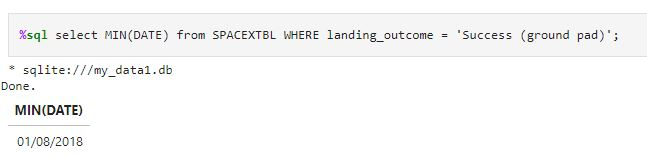 %sql select MIN(DATE) from SPACEXTBL WHERE landing_outcome = 'Success (ground pad)';
* sqlite:///my_data1.db
Done.
MIN(DATE)
01/08/2018